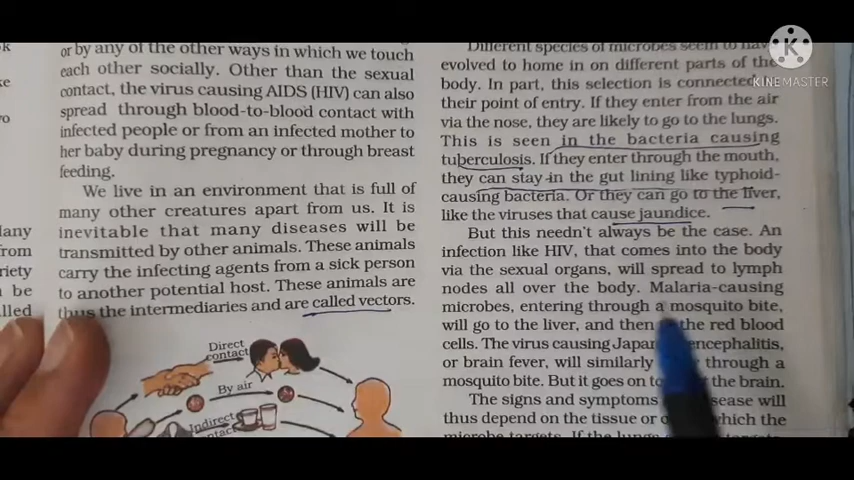 or by any of the other ways in which we touch
each other socially. Other than the sexual
contact, the virus causing AIDS (HIV) can also
spread through blood-to-blood contact with
infected people or from an infected mother to
her baby during pregnancy or through breast
feeding.
We live in an environment that is full of
many other creatures apart from us. It is
inevitable that many diseases will be
transmitted by other animals. These animals
carry the infecting agents from a sick person
to another potential host. These animals are
thus the intermediaries and are called vectors.
Direct
contact
By air
Indirect
contact
Different species of microbes seem to have
evolved to home in on different parts of the
body. In part, this selection is connected
their point of entry. If they enter from the air
via the nose, they are likely to go to the lungs.
This is seen in the bacteria causing
tuberculosis. If they enter through the mouth,
they can stay in the gut lining like typhoid-
causing bacteria. Or they can go to the liver,
like the viruses that cause jaundice.
But this needn't always be the case. An
infection like HIV, that comes into the body
via the sexual organs, will spread to lymph
nodes all over the body. Malaria-causing
microbes, entering through a mosquito bite,
will go to the liver, and then the red blood
cells. The virus causing encephalitis,
or brain fever, will similarly through a
mosquito bite. But it goes on the brain.
The signs and symptoms will
thus depend on the tissue or which the
KINEMASTER